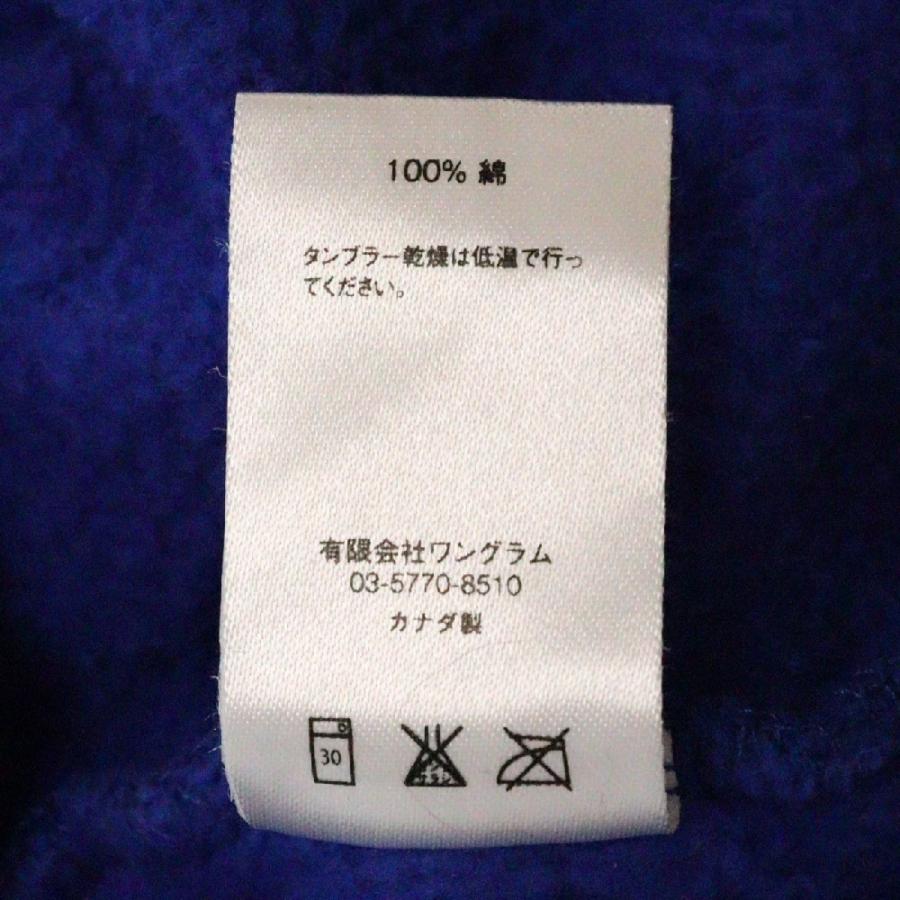 100% 綿
タンブラー乾燥は低温で行っ
てください。
有限会社ワングラム
03-5770-8510
カナダ製
30